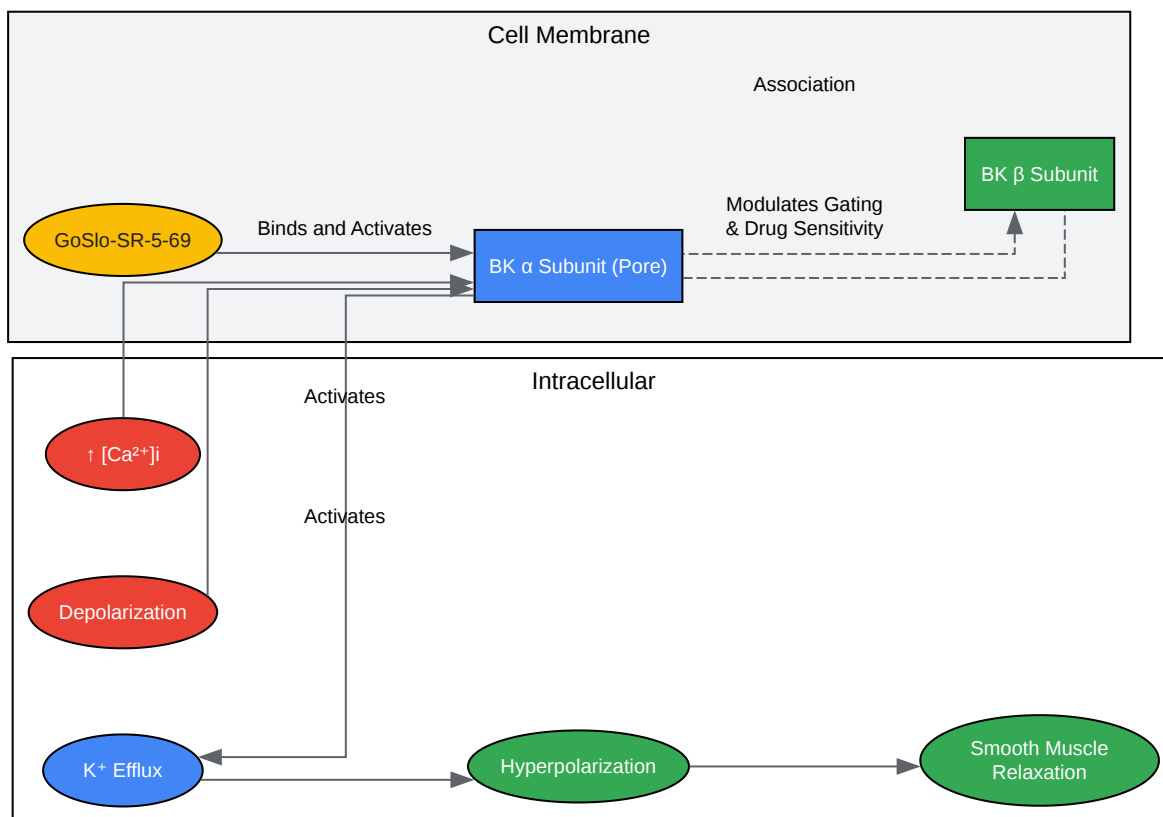 Cell Membrane
Association
BK β Subunit
Modulates Gating
& Drug Sensitivity
GoSlo-SR-5-69
Binds and Activates
BK α Subunit (Pore)
Intracellular
Activates
↑ [Ca²⁺]i
Activates
Depolarization
K⁺ Efflux
Hyperpolarization
Smooth Muscle
Relaxation